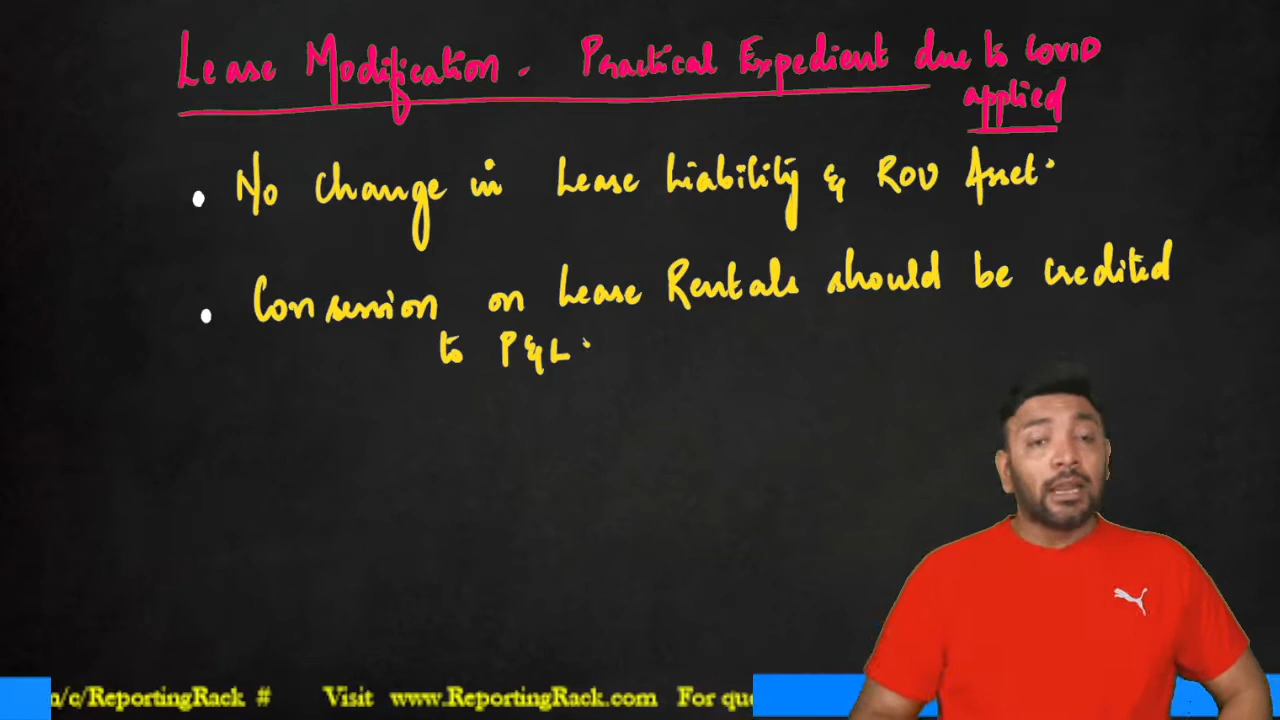 Lease Modification. Practical Expedient due to COVID
applied
• No change in Lease Liability & ROU Asset.
• Conssession on Lease Rentals should be credited
to P&L.
n/c/ReportingRack # Visit www.ReportingRack.com For que